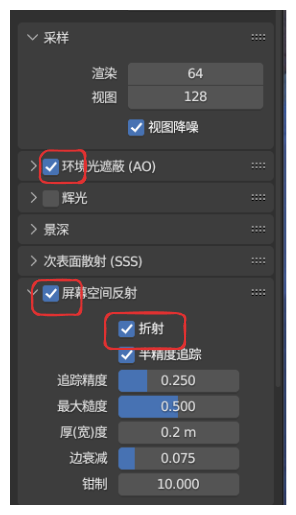 采样
渲染 64
视图 128
视图降噪
环境光遮蔽 (AO)
辉光
景深
次表面散射 (SSS)
屏幕空间反射
折射
半精度追踪
追踪精度 0.250
最大糙度 0.500
厚(宽)度 0.2 m
边衰减 0.075
钳制 10.000